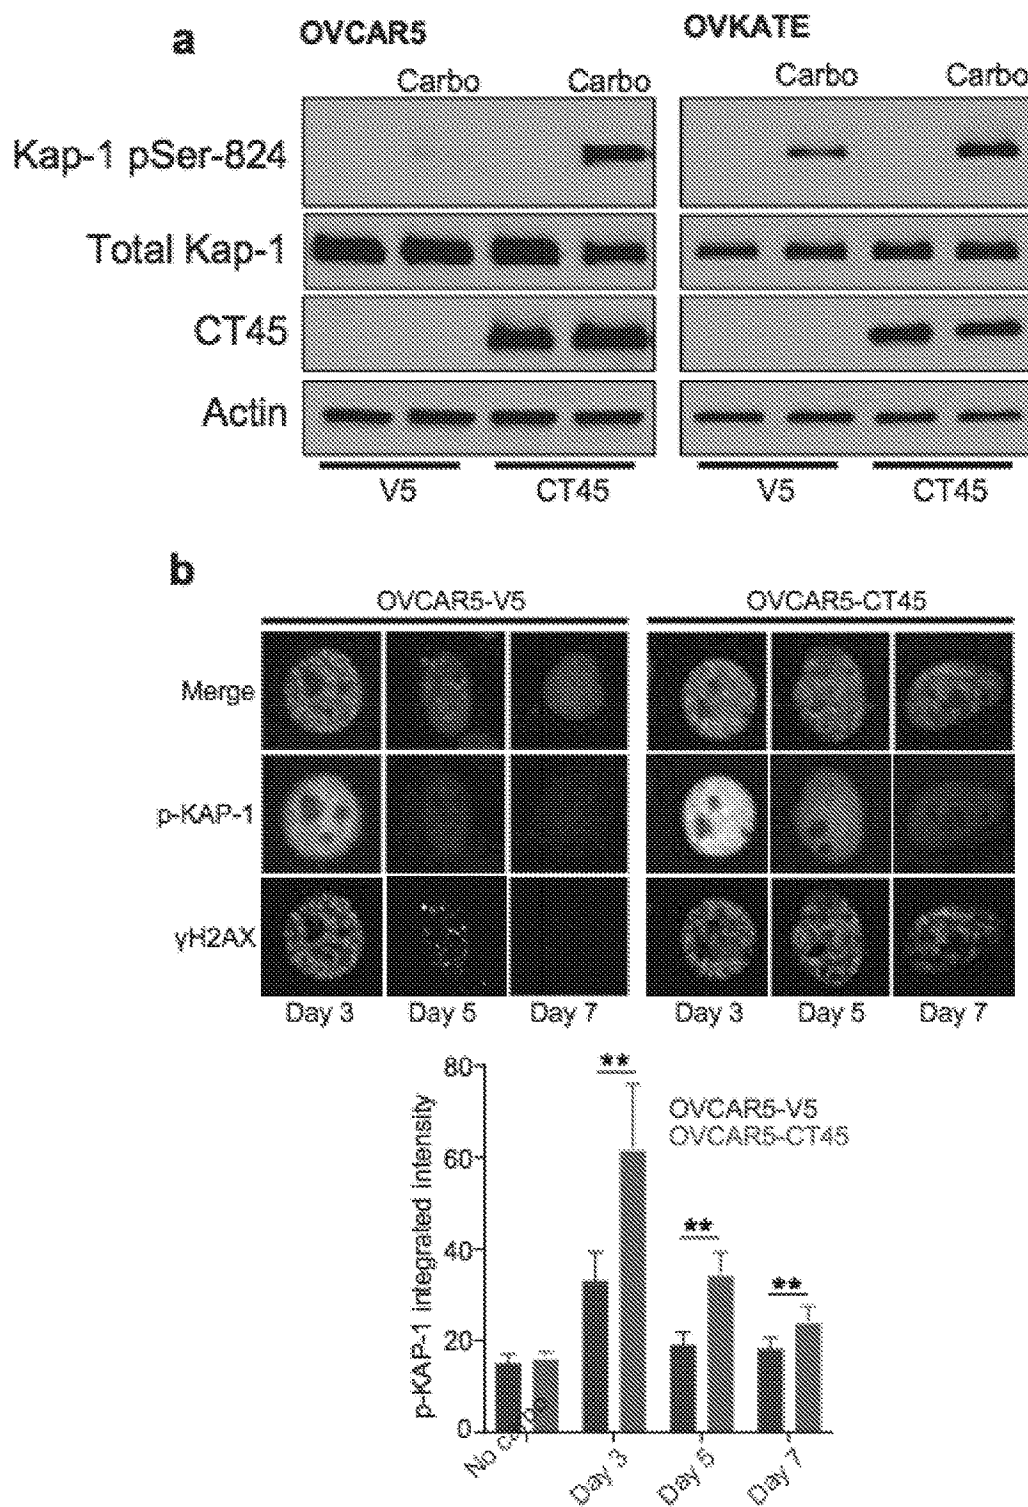 a
OVCAR5 OVKATE
Carbo Carbo Carbo Carbo
Kap-1 pSer-824
Total Kap-1
CT45
Actin
V5 CT45 V5 CT45
b
OVCAR5-V5 OVCAR5-CT45
Merge
p-KAP-1
γH2AX
Day 3 Day 5 Day 7 Day 3 Day 5 Day 7
p-KAP-1 integrated intensity
80
60
40
20
0
** ** **
OVCAR5-V5
OVCAR5-CT45
No carbo Day 3 Day 5 Day 7